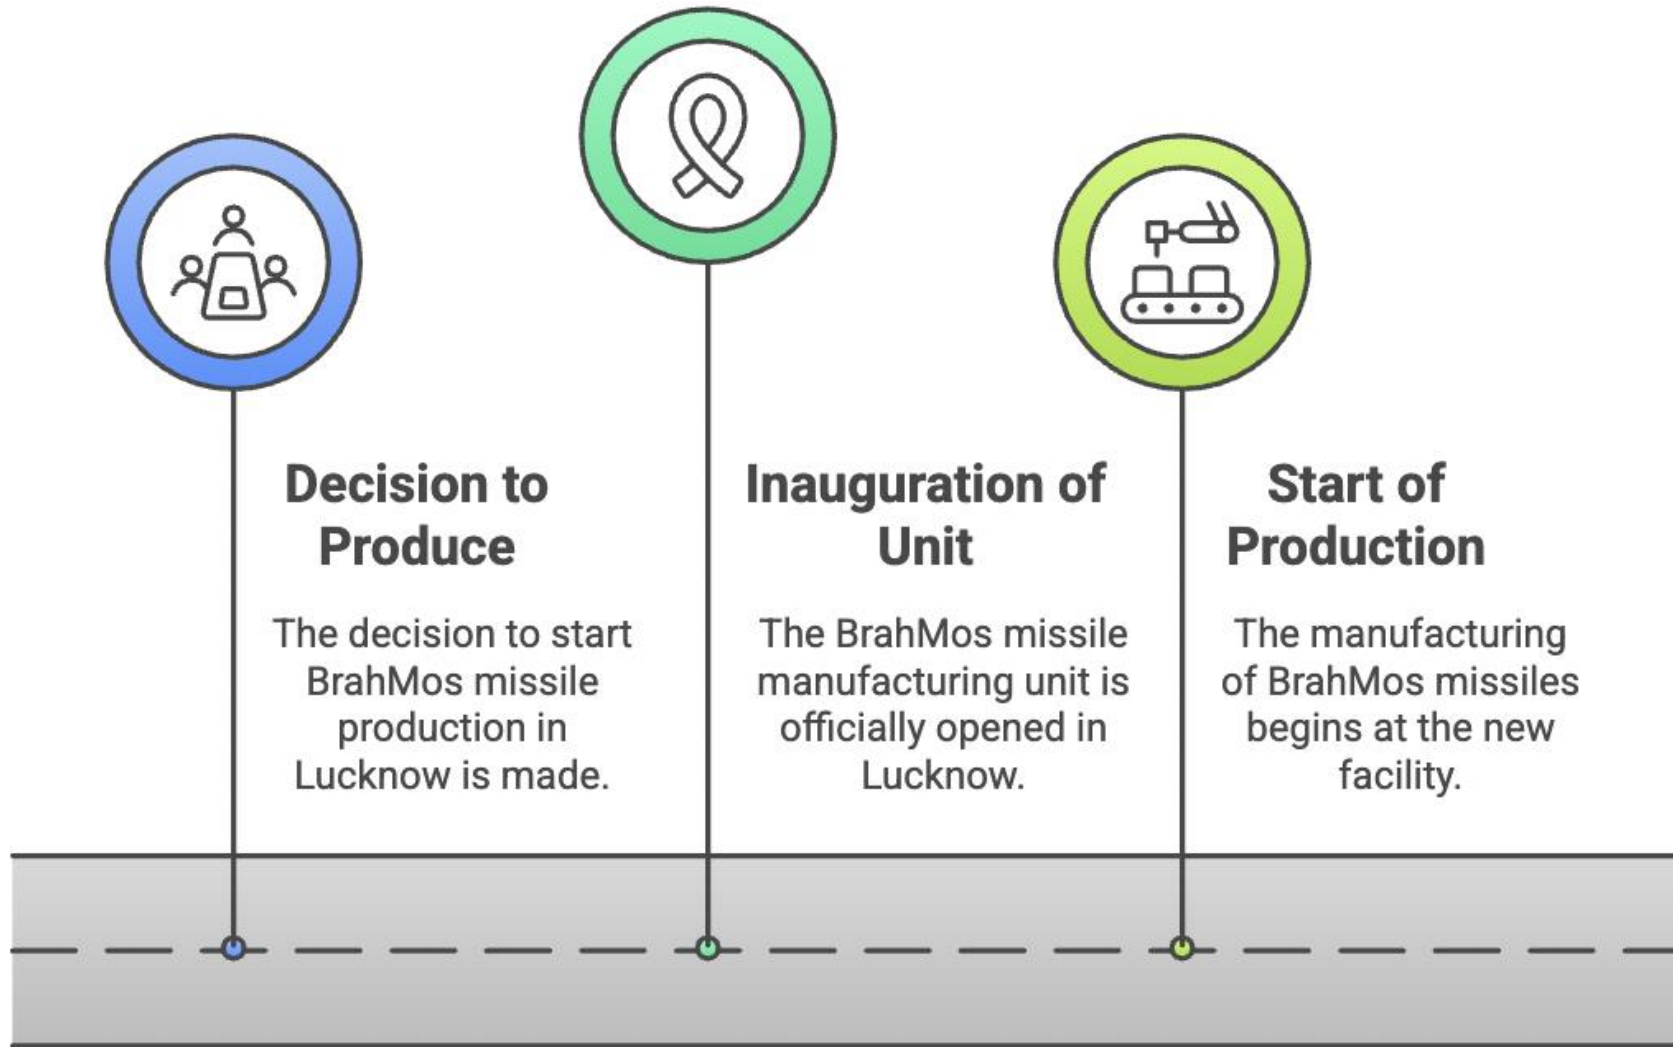 Decision to
Produce
The decision to start
BrahMos missile
production in
Lucknow is made.
Inauguration of
Unit
The BrahMos missile
manufacturing unit is
officially opened in
Lucknow.
Start of
Production
The manufacturing
of BrahMos missiles
begins at the new
facility.